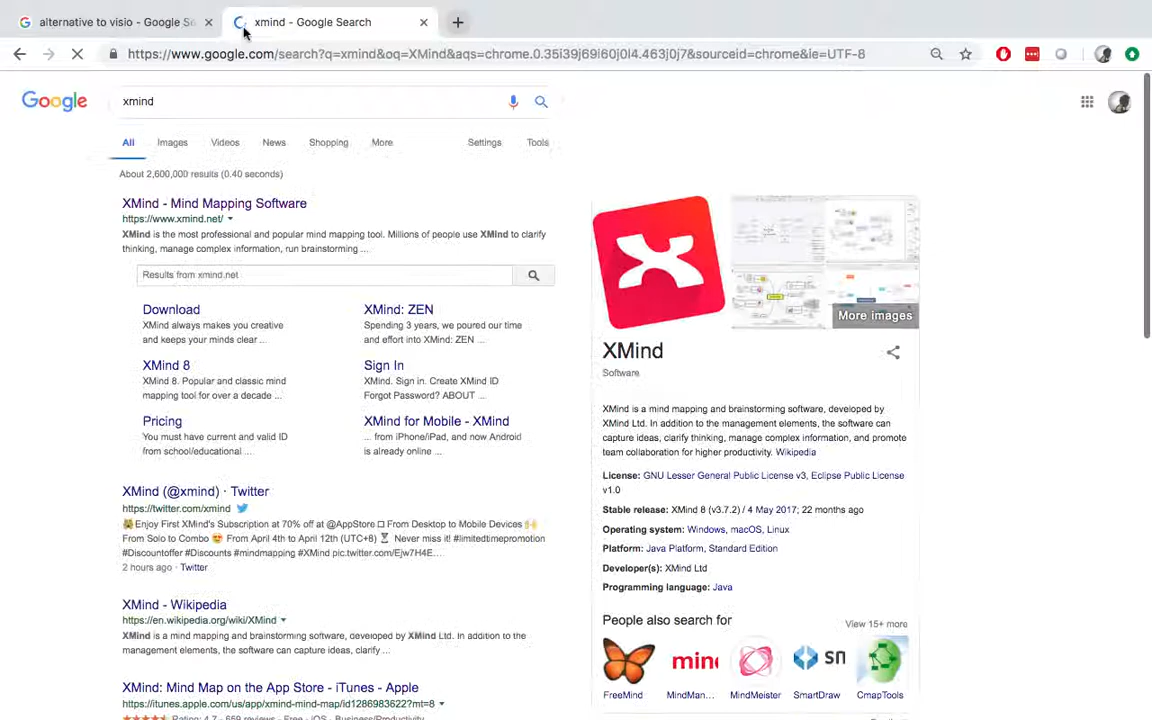 alternative to visio - Google Se
xmind - Google Search
https://www.google.com/search?q=xmind&oq=XMind&aqs=chrome.0.35i39j69i60j0l4.463j0j7&sourceid=chrome&ie=UTF-8
Google
xmind
All Images Videos News Shopping More Settings Tools
About 2,600,000 results (0.40 seconds)
XMind - Mind Mapping Software
https://www.xmind.net/
XMind is the most professional and popular mind mapping tool. Millions of people use XMind to clarify
thinking, manage complex information, run brainstorming ...
Results from xmind.net
Download
XMind always makes you creative
and keeps your minds clear ...
XMind: ZEN
Spending 3 years, we poured our time
and effort into XMind: ZEN ...
XMind 8
XMind 8. Popular and classic mind
mapping tool for over a decade ...
Sign In
XMind. Sign in. Create XMind ID
Forgot Password? ABOUT ...
Pricing
You must have current and valid ID
from school/educational ...
XMind for Mobile - XMind
... from iPhone/iPad, and now Android
is already online ...
XMind (@xmind) · Twitter
https://twitter.com/xmind
Enjoy First XMind's Subscription at 70% off at @AppStore From Desktop to Mobile Devices
From Solo to Combo From April 4th to April 12th (UTC+8) Never miss it! #limitedtimepromotion
#Discountoffer #Discounts #mindmapping #XMind pic.twitter.com/Ejw7H4E...
2 hours ago · Twitter
XMind - Wikipedia
https://en.wikipedia.org/wiki/XMind
XMind is a mind mapping and brainstorming software, developed by XMind Ltd. In addition to the
management elements, the software can capture ideas, clarify ...
XMind: Mind Map on the App Store - iTunes - Apple
https://itunes.apple.com/us/app/xmind-mind-map/id1286983622?mt=8
Rating: 4.7 - 659 reviews - Free - iOS - Business/Productivity
More images
XMind
Software
XMind is a mind mapping and brainstorming software, developed by
XMind Ltd. In addition to the management elements, the software can
capture ideas, clarify thinking, manage complex information, and promote
team collaboration for higher productivity. Wikipedia
License: GNU Lesser General Public License v3, Eclipse Public License
v1.0
Stable release: XMind 8 (v3.7.2) / 4 May 2017; 22 months ago
Operating system: Windows, macOS, Linux
Platform: Java Platform, Standard Edition
Developer(s): XMind Ltd
Programming language: Java
People also search for
View 15+ more
mind
sn
FreeMind MindMan... MindMeister SmartDraw CmapTools